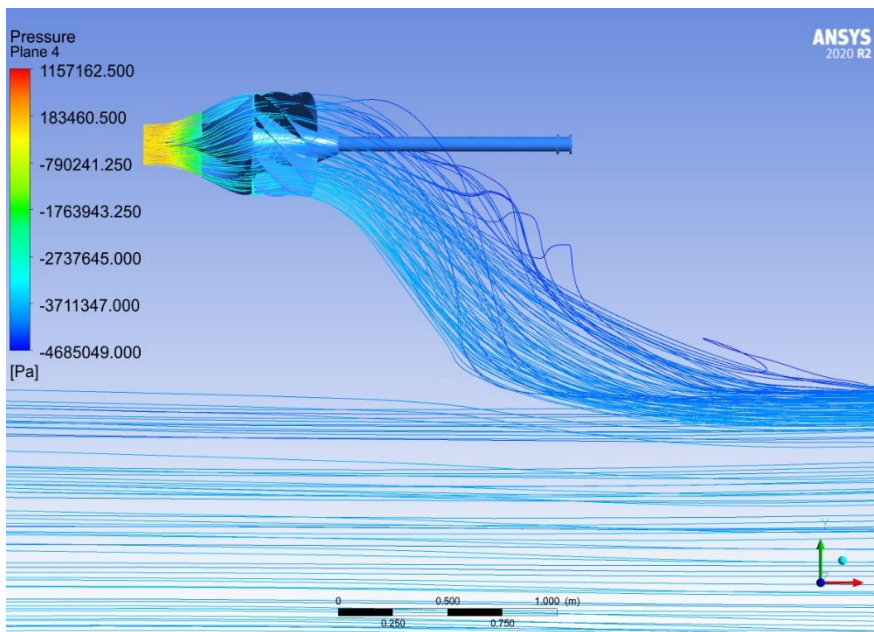 Pressure
Plane 4
1157162.500
183460.500
-790241.250
-1763943.250
-2737645.000
-3711347.000
-4685049.000
[Pa]
ANSYS
2020 R2
Y
0 0.500 1.000 (m)
0.250 0.750